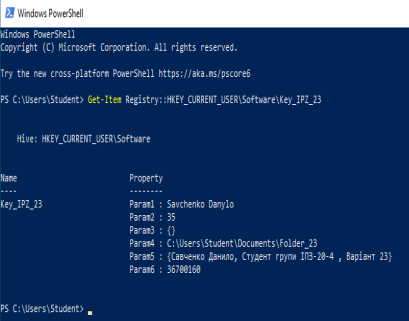 Windows PowerShell
Windows PowerShell
Copyright (C) Microsoft Corporation. All rights reserved.
Try the new cross-platform PowerShell https://aka.ms/pscore6
PS C:\Users\Student> Get-Item Registry::HKEY_CURRENT_USER\Software\Key_IPZ_23
Hive: HKEY_CURRENT_USER\Software
Name Property
---- --------
Key_IPZ_23 Param1 : Savchenko Danylo
Param2 : 35
Param3 : {}
Param4 : C:\Users\Student\Documents\Folder_23
Param5 : {Савченко Данило, Студент групи ІПЗ-20-4 , Варіант 23}
Param6 : 36700160
PS C:\Users\Student>